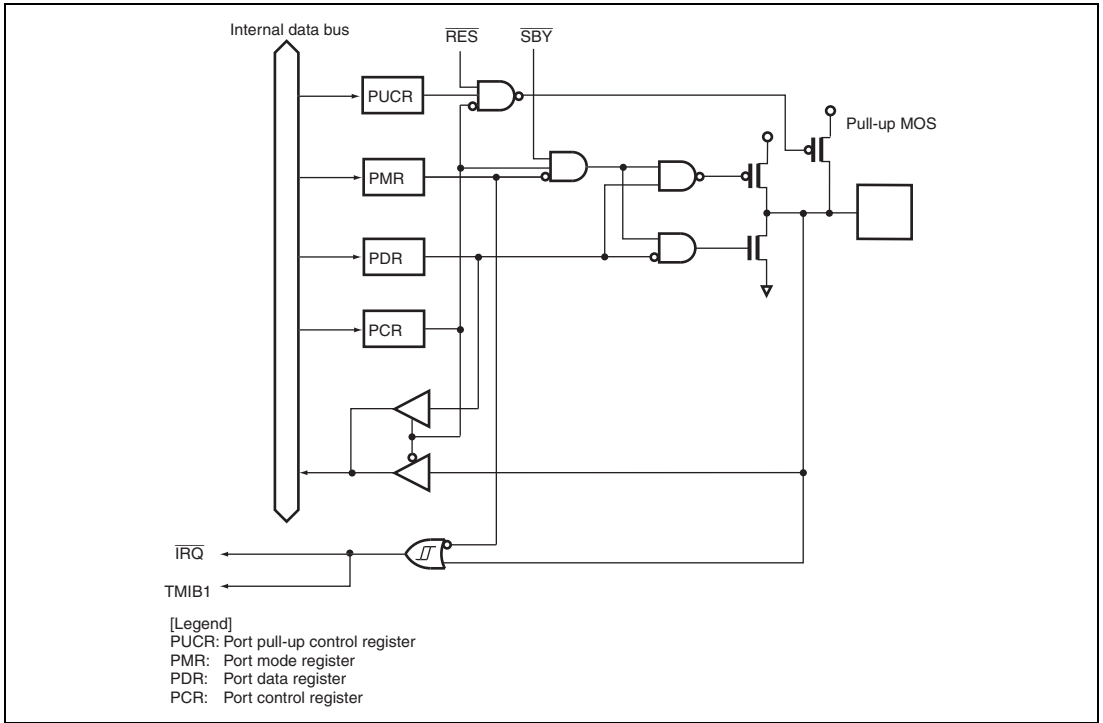 Internal data bus
RES
SBY
PUCR
Pull-up MOS
PMR
PDR
PCR
IRQ
TMIB1
[Legend]
PUCR: Port pull-up control register
PMR: Port mode register
PDR: Port data register
PCR: Port control register